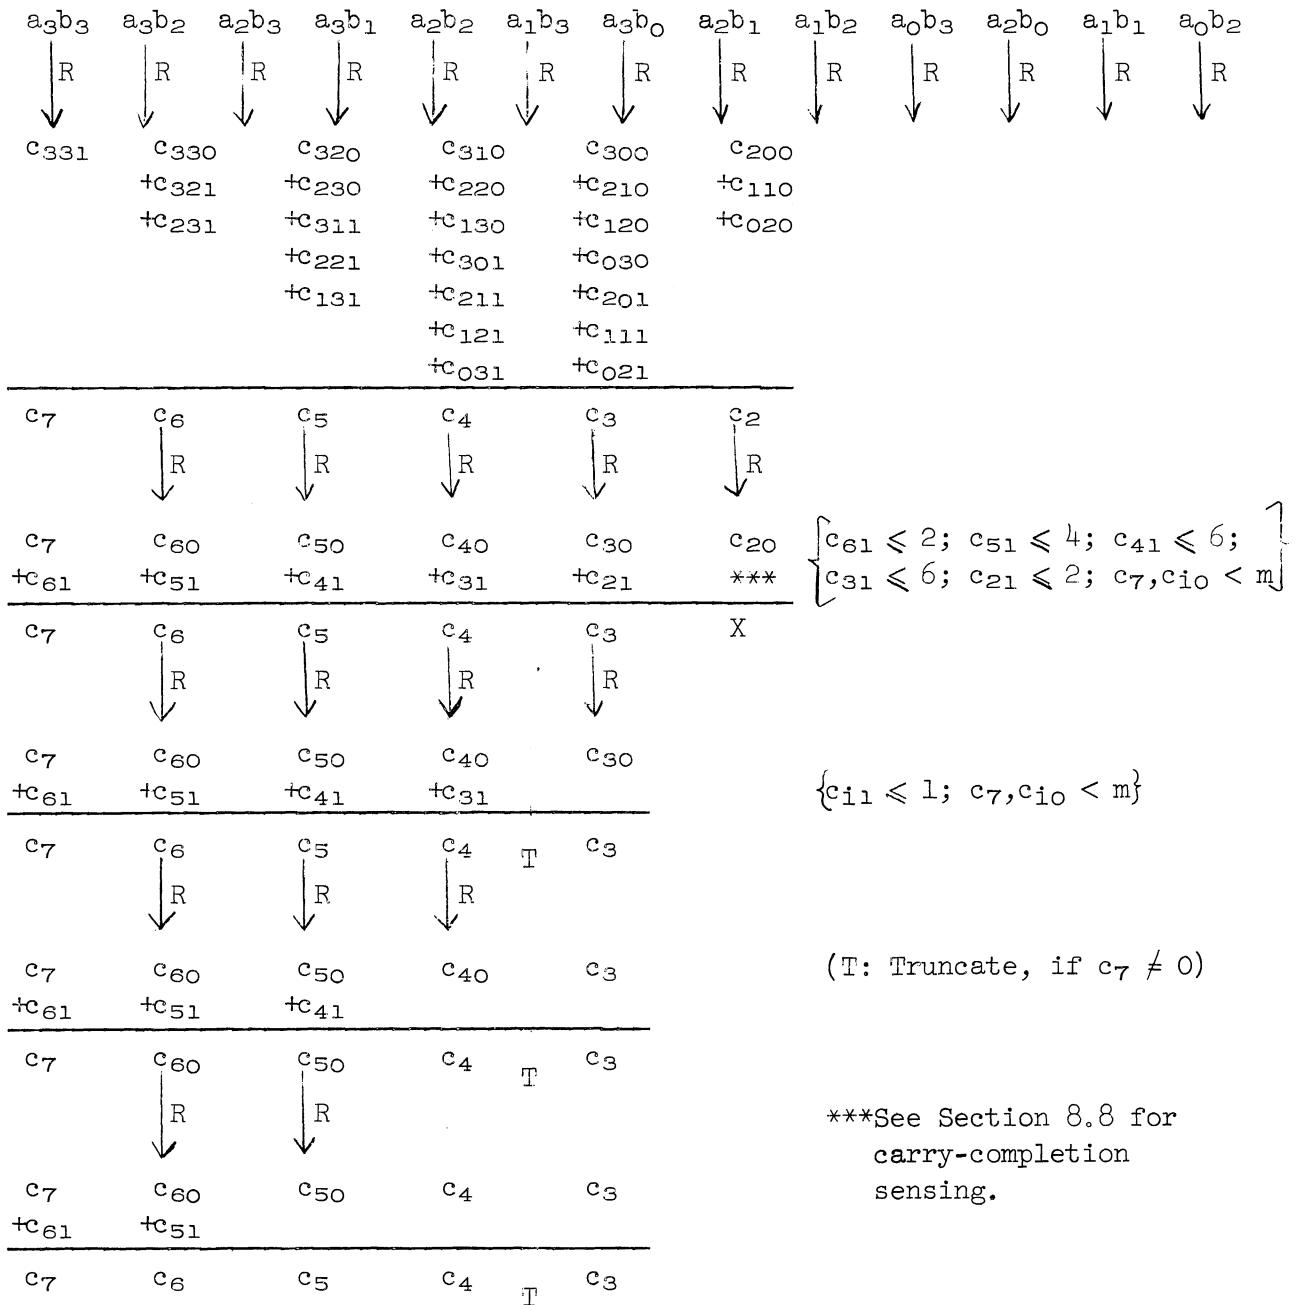 a₃b₃ a₃b₂ a₂b₃ a₃b₁ a₂b₂ a₁b₃ a₃b₀ a₂b₁ a₁b₂ a₀b₃ a₂b₀ a₁b₁ a₀b₂
R R R R R R R R R R R R R
c₃₃₁ c₃₃₀ c₃₂₀ c₃₁₀ c₃₀₀ c₂₀₀
+c₃₂₁ +c₂₃₀ +c₂₂₀ +c₂₁₀ +c₁₁₀
+c₂₃₁ +c₃₁₁ +c₁₃₀ +c₁₂₀ +c₀₂₀
+c₂₂₁ +c₃₀₁ +c₀₃₀
+c₁₃₁ +c₂₁₁ +c₂₀₁
+c₁₂₁ +c₁₁₁
+c₀₃₁ +c₀₂₁
c₇ c₆ c₅ c₄ c₃ c₂
R R R R R
c₇ c₆₀ c₅₀ c₄₀ c₃₀ c₂₀ {c₆₁ ⩽ 2; c₅₁ ⩽ 4; c₄₁ ⩽ 6;
+c₆₁ +c₅₁ +c₄₁ +c₃₁ +c₂₁ *** c₃₁ ⩽ 6; c₂₁ ⩽ 2; c₇,cᵢ₀ < m}
c₇ c₆ c₅ c₄ c₃ X
R R R R
c₇ c₆₀ c₅₀ c₄₀ c₃₀
+c₆₁ +c₅₁ +c₄₁ +c₃₁ {cᵢ₁ ⩽ 1; c₇,cᵢ₀ < m}
c₇ c₆ c₅ c₄ T c₃
R R R
c₇ c₆₀ c₅₀ c₄₀ c₃ (T: Truncate, if c₇ ≠ 0)
+c₆₁ +c₅₁ +c₄₁
c₇ c₆₀ c₅₀ c₄ T c₃
R R
***See Section 8.8 for
carry-completion
sensing.
c₇ c₆₀ c₅₀ c₄ c₃
+c₆₁ +c₅₁
c₇ c₆ c₅ c₄ T c₃